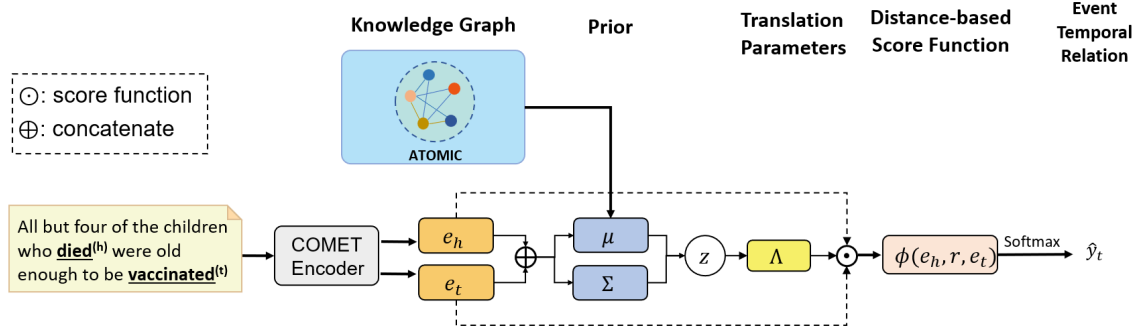 Knowledge Graph
Prior
Translation
Parameters
Distance-based
Score Function
Event
Temporal
Relation
⊙: score function
⊕: concatenate
ATOMIC
All but four of the children
who died(h) were old
enough to be vaccinated(t)
COMET
Encoder
e_h
e_t
⊕
μ
Σ
z
Λ
⊙
ϕ(e_h, r, e_t)
Softmax
ŷ_t